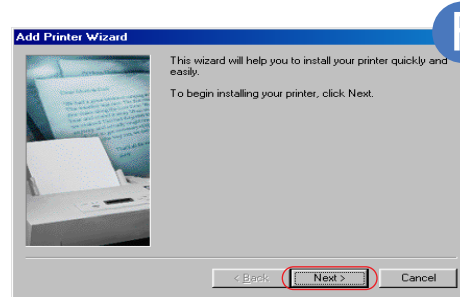 Add Printer Wizard
This wizard will help you to install your printer quickly and
easily.
To begin installing your printer, click Next.
< Back
Next >
Cancel